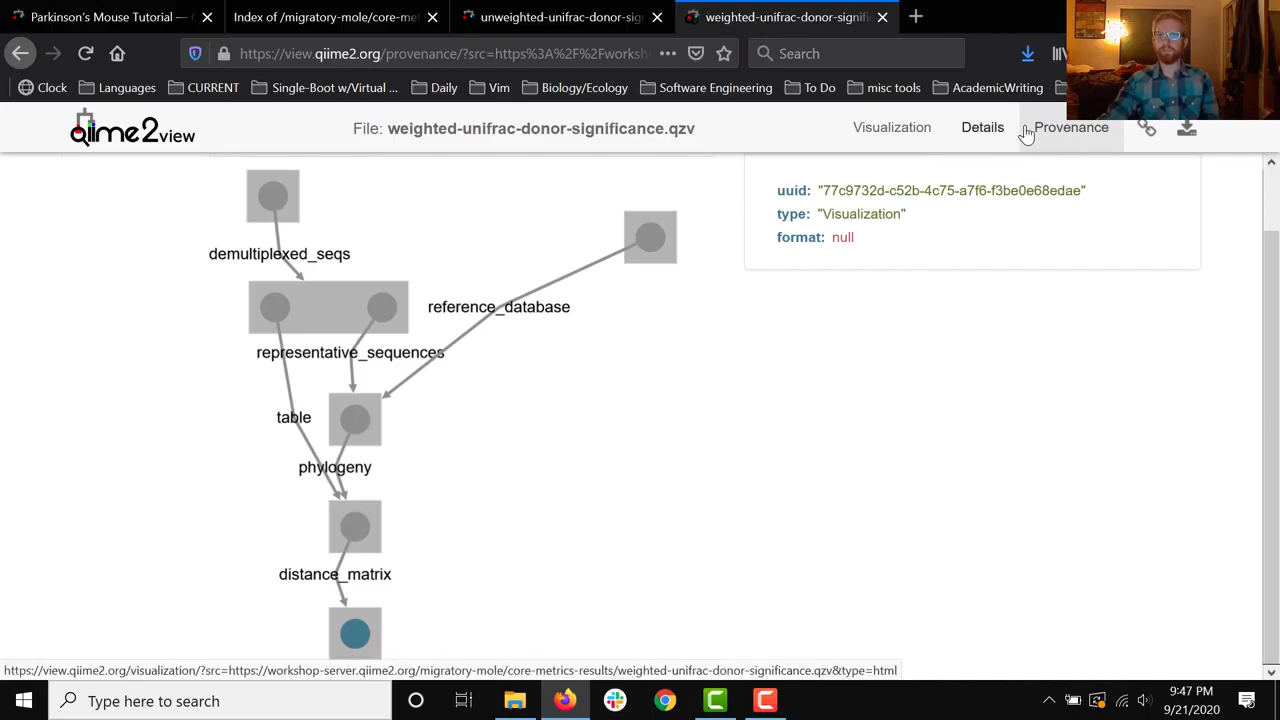 Parkinson's Mouse Tutorial —
Index of /migratory-mole/core-met
unweighted-unifrac-donor-sig
weighted-unifrac-donor-signifi
https://view.qiime2.org/provenance/?src=https%3A%2F%2Fworksh
Search
Clock
Languages
CURRENT
Single-Boot w/Virtu
Daily
Vim
Biology/Ecology
Software Engineering
To Do
misc tools
AcademicWriting
qiime2view
File: weighted-unifrac-donor-significance.qzv
Visualization
Details
Provenance
demultiplexed_seqs
reference_database
representative_sequences
table
phylogeny
distance_matrix
uuid: "77c9732d-c52b-4c75-a7f6-f3be0e68edae"
type: "Visualization"
format: null
https://view.qiime2.org/visualization/?src=https://workshop-server.qiime2.org/migratory-mole/core-metrics-results/weighted-unifrac-donor-significance.qzv&type=html
Type here to search
9:47 PM
9/21/2020